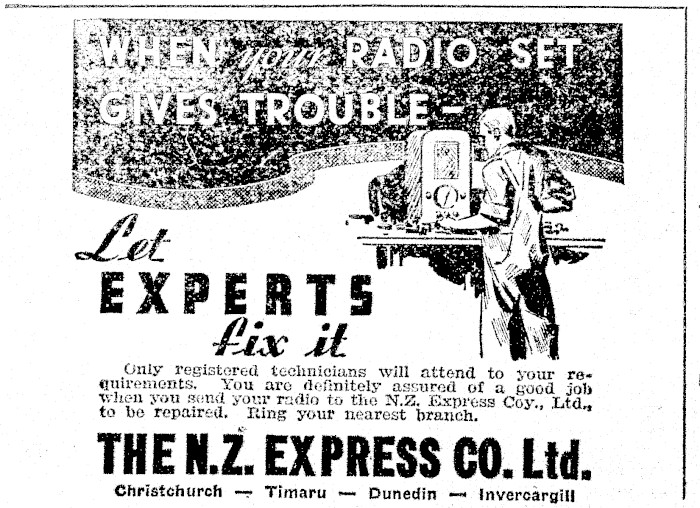 WHEN your RADIO SET
GIVES TROUBLE—
Let
EXPERTS
fix it
Only registered technicians will attend to your re-
quirements. You are definitely assured of a good job
when you send your radio to the N.Z. Express Coy., Ltd.,
to be repaired. Ring your nearest branch.
THE N.Z. EXPRESS CO. Ltd.
Christchurch — Timaru — Dunedin — Invercargill